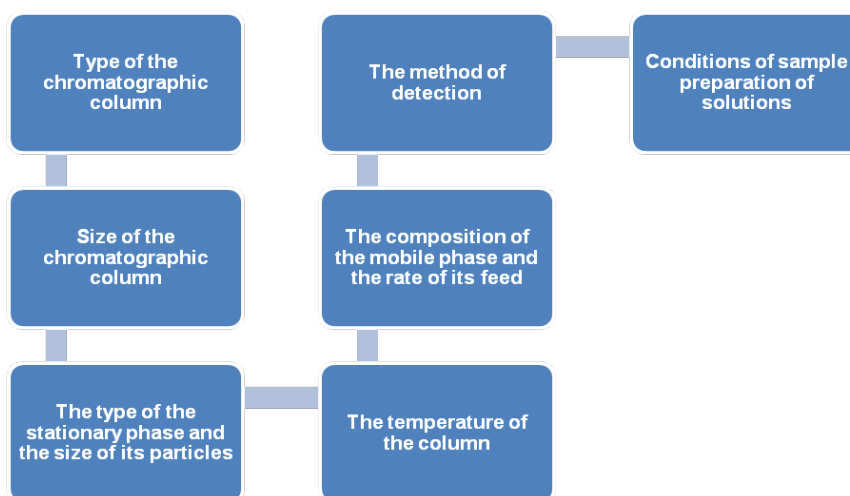 Type of the
chromatographic
column
Size of the
chromatographic
column
The type of the
stationary phase and
the size of its particles
The temperature of
the column
The composition of
the mobile phase and
the rate of its feed
The method of
detection
Conditions of sample
preparation of
solutions